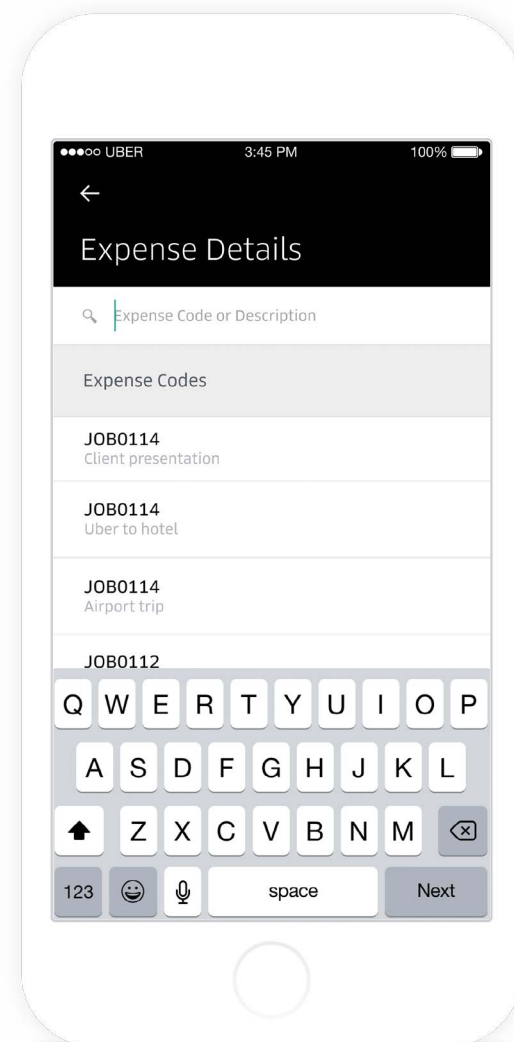 UBER 3:45 PM 100%
Expense Details
Expense Code or Description
Expense Codes
JOB0114
Client presentation
JOB0114
Uber to hotel
JOB0114
Airport trip
JOB0112
Q W E R T Y U I O P
A S D F G H J K L
Z X C V B N M
123 space Next